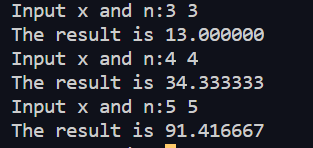 Input x and n:3 3
The result is 13.000000
Input x and n:4 4
The result is 34.333333
Input x and n:5 5
The result is 91.416667